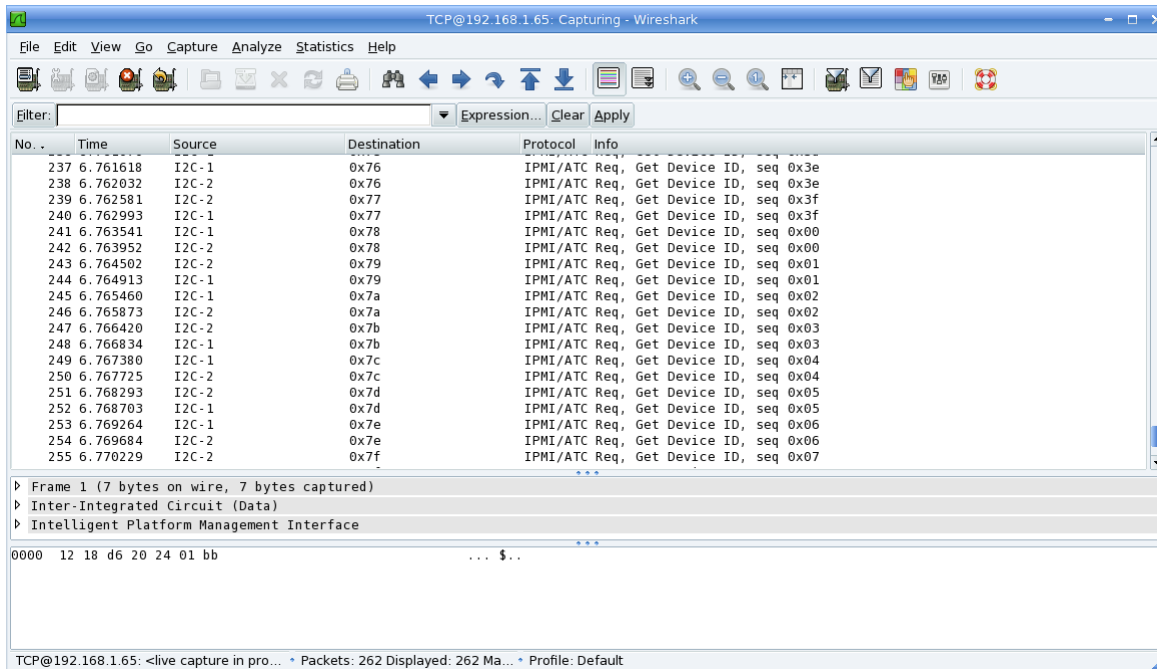 TCP@192.168.1.65: Capturing - Wireshark
File Edit View Go Capture Analyze Statistics Help
Filter: Expression... Clear Apply
No. . Time Source Destination Protocol Info
237 6.761618 I2C-1 0x76 IPMI/ATC Req, Get Device ID, seq 0x3e
238 6.762032 I2C-2 0x76 IPMI/ATC Req, Get Device ID, seq 0x3e
239 6.762581 I2C-2 0x77 IPMI/ATC Req, Get Device ID, seq 0x3f
240 6.762993 I2C-1 0x77 IPMI/ATC Req, Get Device ID, seq 0x3f
241 6.763541 I2C-1 0x78 IPMI/ATC Req, Get Device ID, seq 0x00
242 6.763952 I2C-2 0x78 IPMI/ATC Req, Get Device ID, seq 0x00
243 6.764502 I2C-2 0x79 IPMI/ATC Req, Get Device ID, seq 0x01
244 6.764913 I2C-1 0x79 IPMI/ATC Req, Get Device ID, seq 0x01
245 6.765460 I2C-1 0x7a IPMI/ATC Req, Get Device ID, seq 0x02
246 6.765873 I2C-2 0x7a IPMI/ATC Req, Get Device ID, seq 0x02
247 6.766420 I2C-2 0x7b IPMI/ATC Req, Get Device ID, seq 0x03
248 6.766834 I2C-1 0x7b IPMI/ATC Req, Get Device ID, seq 0x03
249 6.767380 I2C-1 0x7c IPMI/ATC Req, Get Device ID, seq 0x04
250 6.767725 I2C-2 0x7c IPMI/ATC Req, Get Device ID, seq 0x04
251 6.768293 I2C-2 0x7d IPMI/ATC Req, Get Device ID, seq 0x05
252 6.768703 I2C-1 0x7d IPMI/ATC Req, Get Device ID, seq 0x05
253 6.769264 I2C-1 0x7e IPMI/ATC Req, Get Device ID, seq 0x06
254 6.769684 I2C-2 0x7e IPMI/ATC Req, Get Device ID, seq 0x06
255 6.770229 I2C-2 0x7f IPMI/ATC Req, Get Device ID, seq 0x07
Frame 1 (7 bytes on wire, 7 bytes captured)
Inter-Integrated Circuit (Data)
Intelligent Platform Management Interface
0000 12 18 d6 20 24 01 bb ... $..
TCP@192.168.1.65: <live capture in pro... Packets: 262 Displayed: 262 Ma... Profile: Default